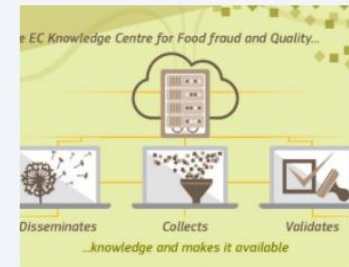 e EC Knowledge Centre for Food fraud and Quality...
Disseminates
Collects
Validates
...knowledge and makes it available